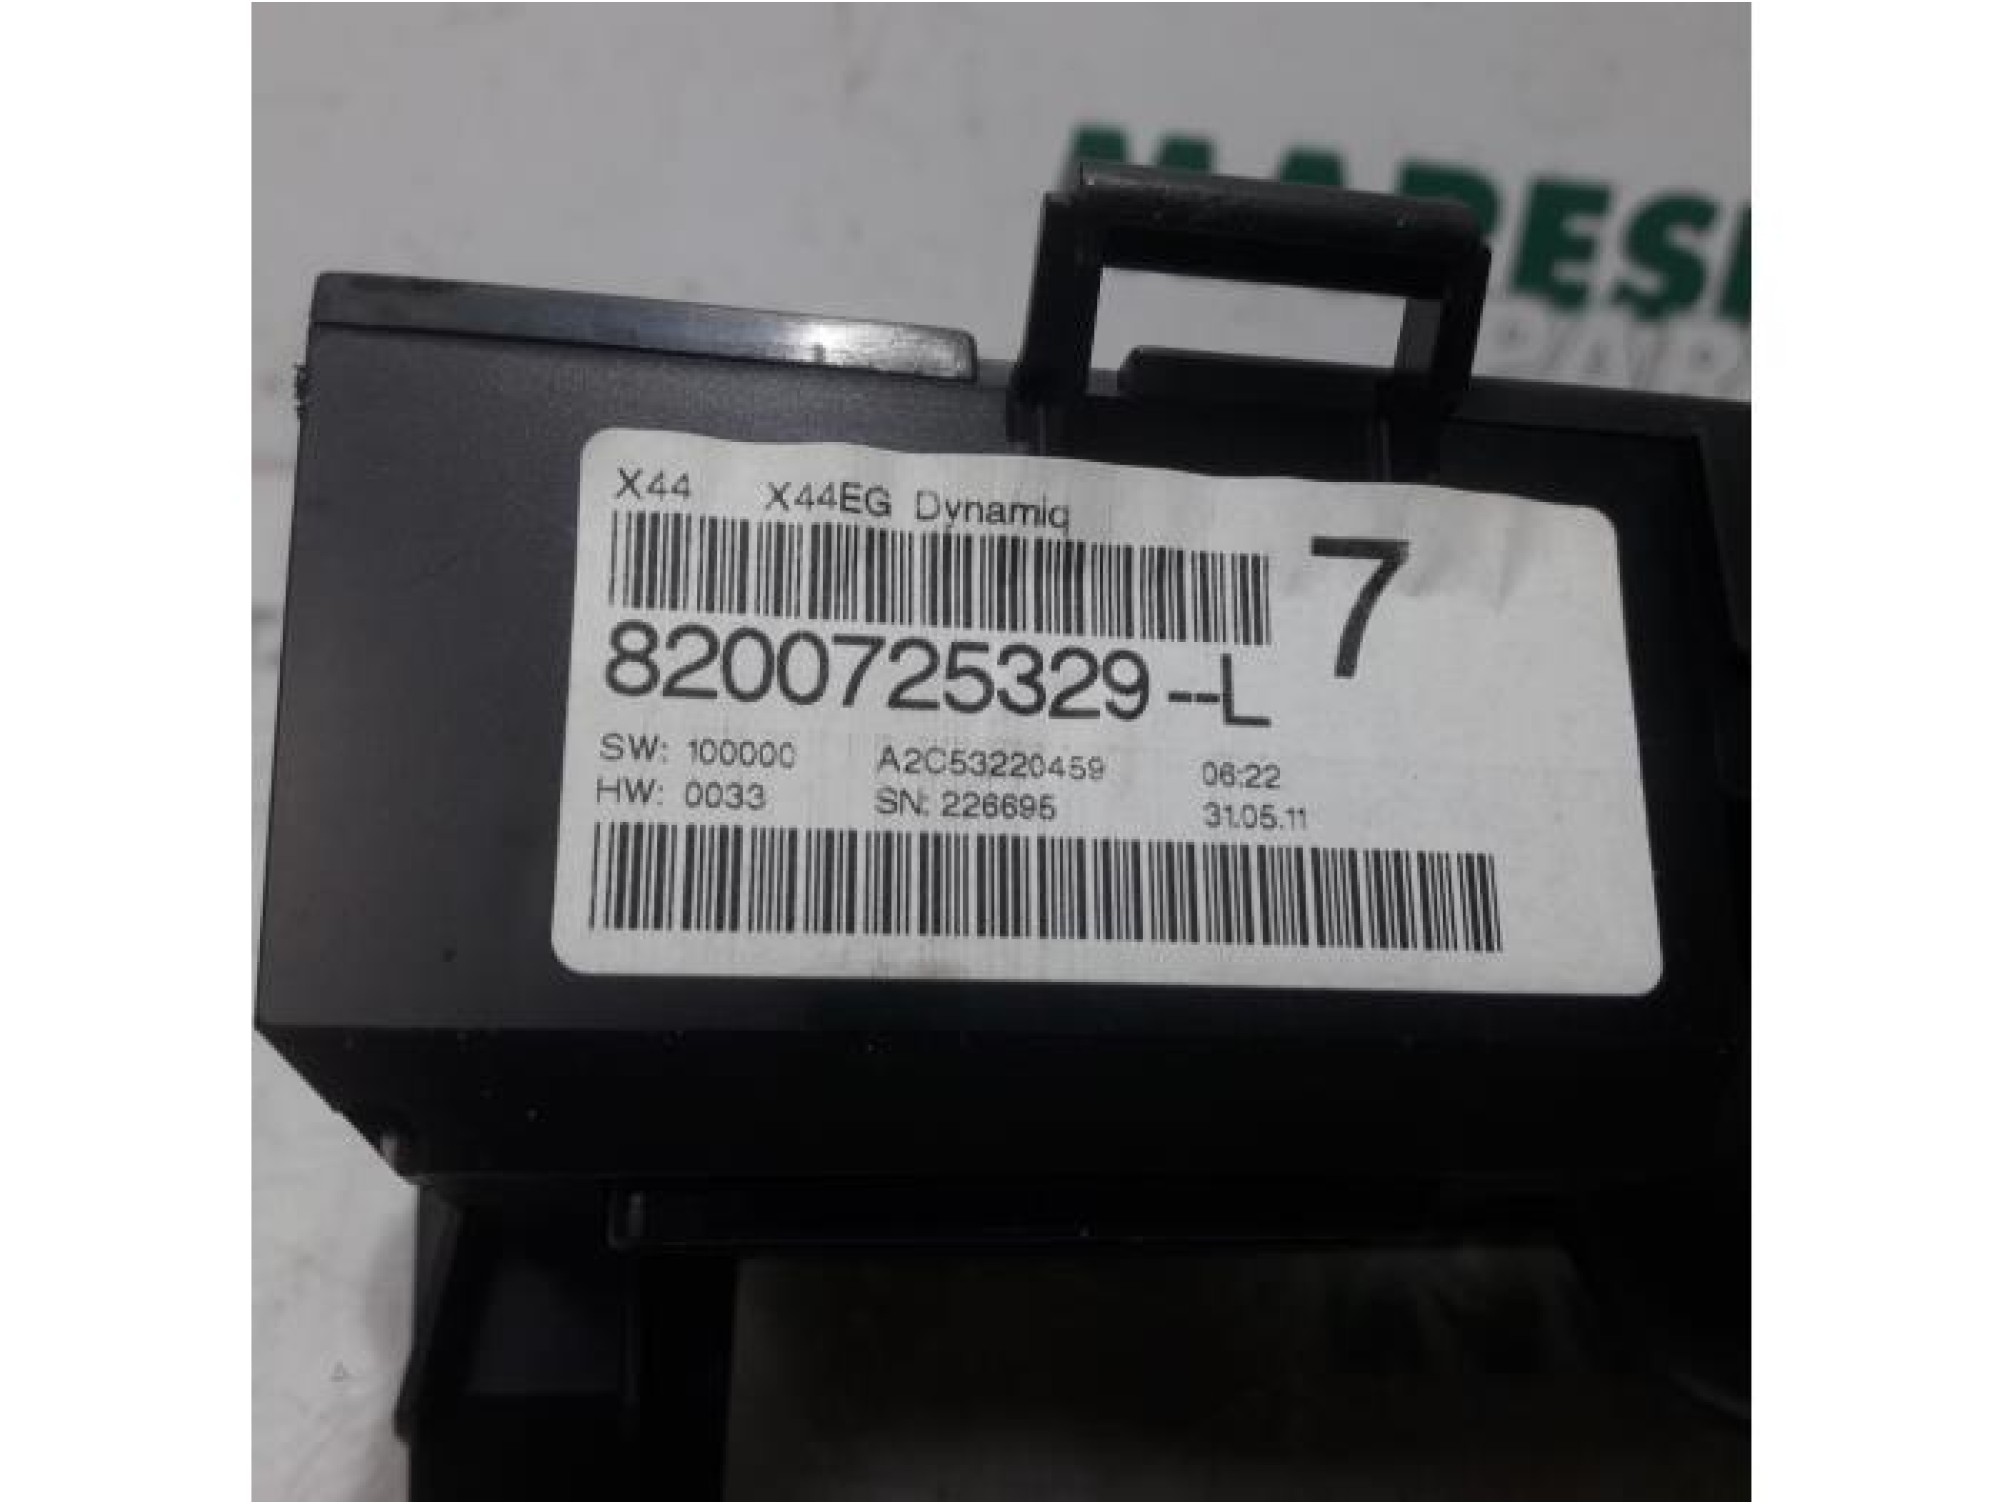 X44 X44EG Dynamiq
7
8200725329--L
SW: 100000 A2C53220459 06:22
HW: 0033 SN: 226695 31.05.11